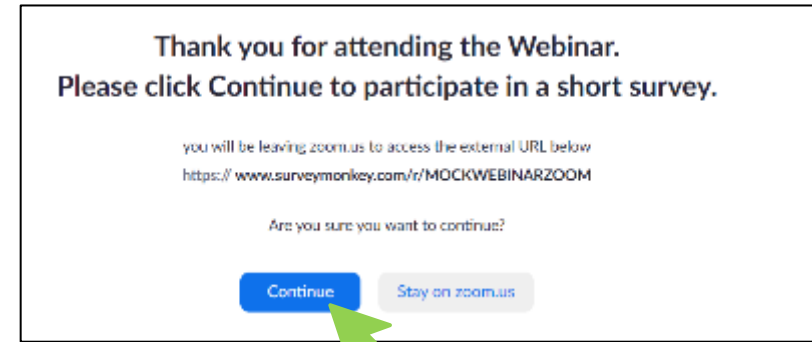 Thank you for attending the Webinar.
Please click Continue to participate in a short survey.
you will be leaving zoom.us to access the external URL below
https:// www.surveymonkey.com/r/MOCKWEBINARZOOM
Are you sure you want to continue?
Continue Stay on zoom.us